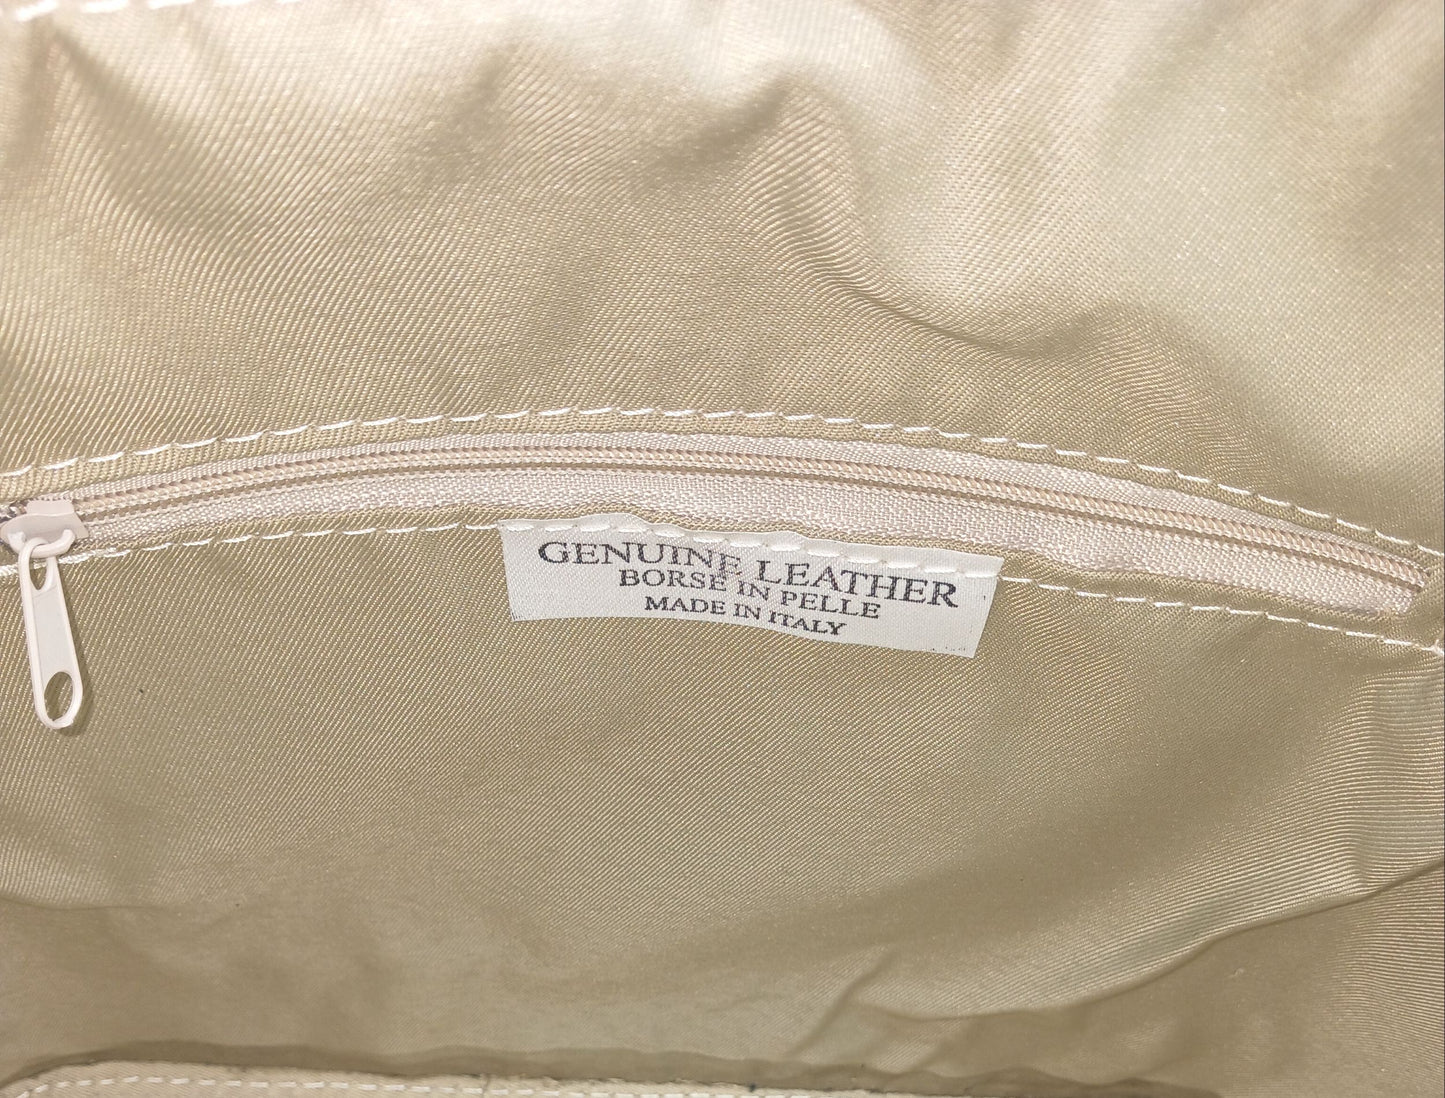 GENUINE LEATHER
BORSE IN PELLE
MADE IN ITALY